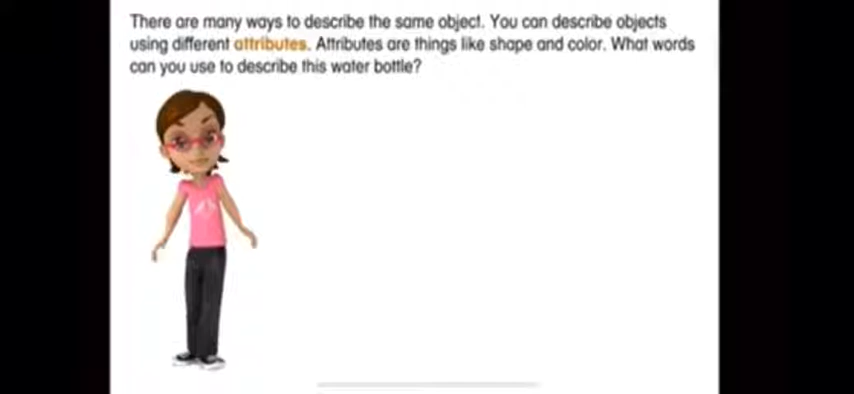 There are many ways to describe the same object. You can describe objects
using different attributes. Attributes are things like shape and color. What words
can you use to describe this water bottle?